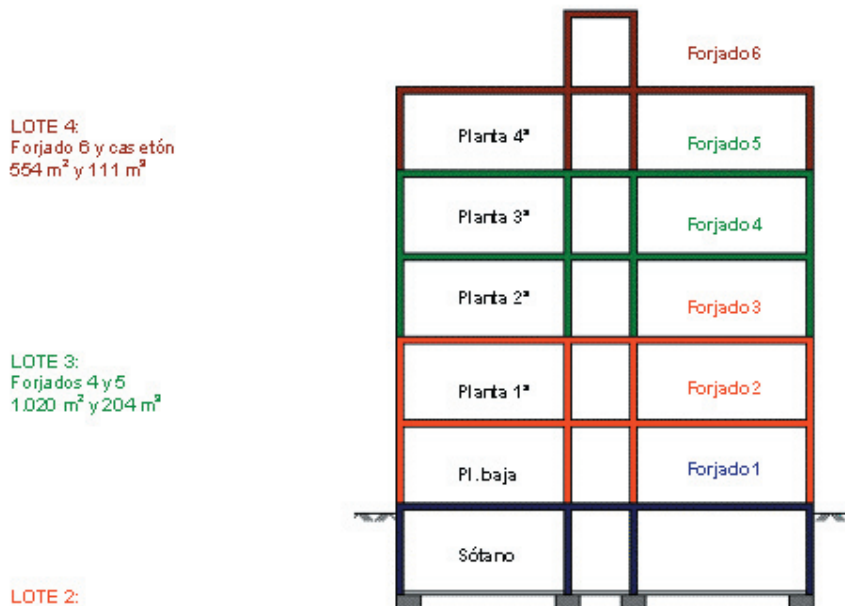 Forjado 6
LOTE 4:
Forjado 6 y casetón
554 m² y 111 m³
Planta 4ª
Forjado 5
Planta 3ª
Forjado 4
Planta 2ª
Forjado 3
LOTE 3:
Forjados 4 y 5
1.020 m² y 204 m³
Planta 1ª
Forjado 2
Pl. baja
Forjado 1
Sótano
LOTE 2: